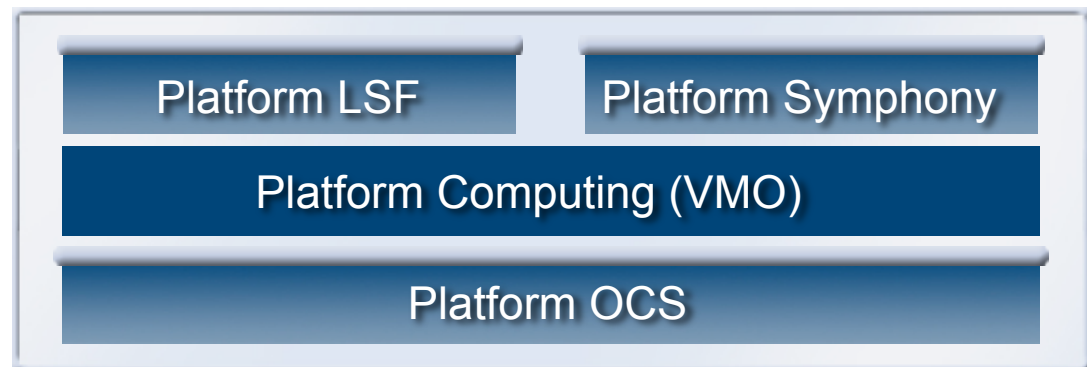 Platform LSF
Platform Symphony
Platform Computing (VMO)
Platform OCS